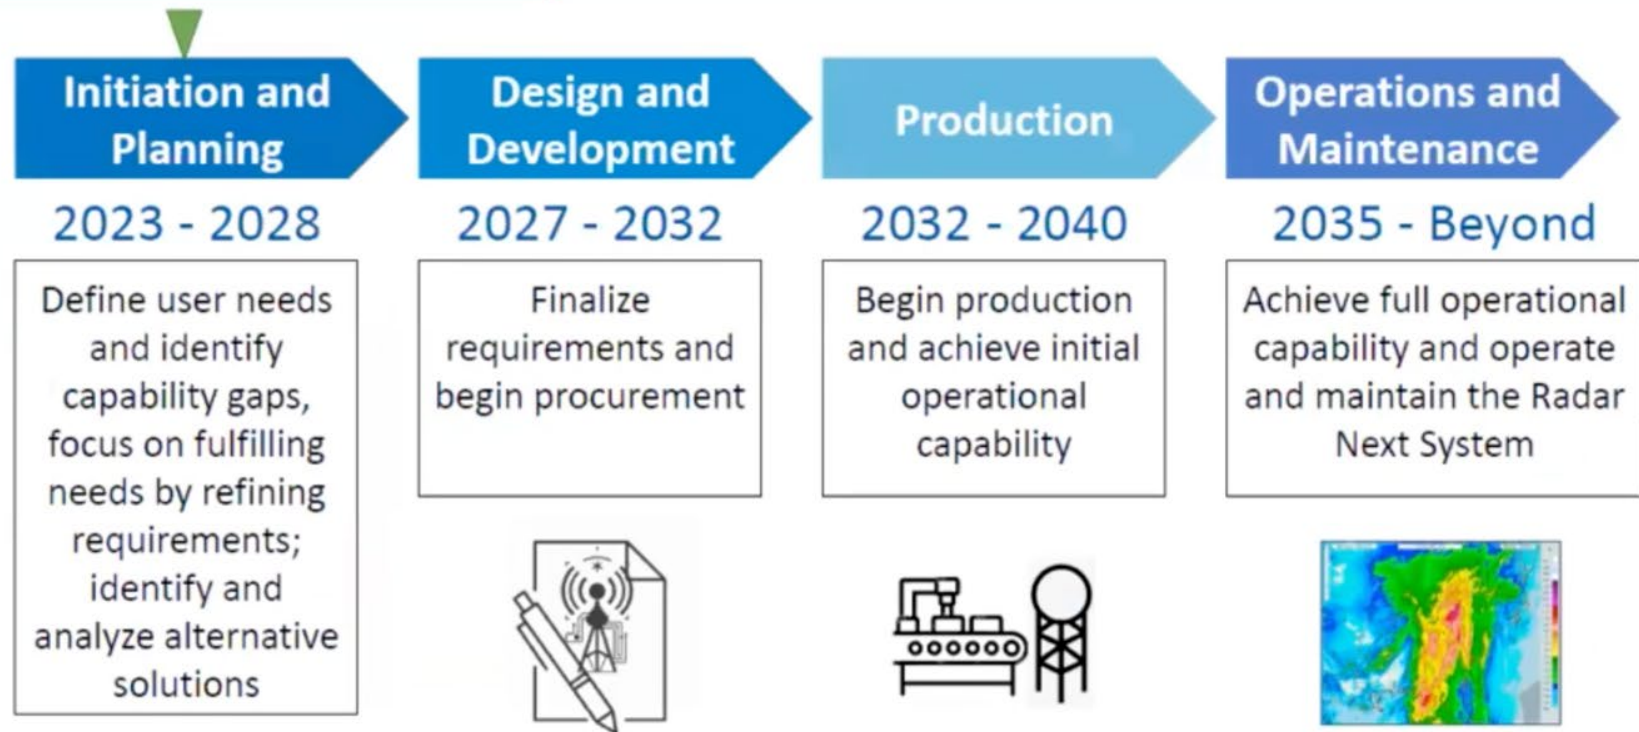 Initiation and
Planning
2023 - 2028
Define user needs
and identify
capability gaps,
focus on fulfilling
needs by refining
requirements;
identify and
analyze alternative
solutions
Design and
Development
2027 - 2032
Finalize
requirements and
begin procurement
Production
2032 - 2040
Begin production
and achieve initial
operational
capability
Operations and
Maintenance
2035 - Beyond
Achieve full operational
capability and operate
and maintain the Radar
Next System